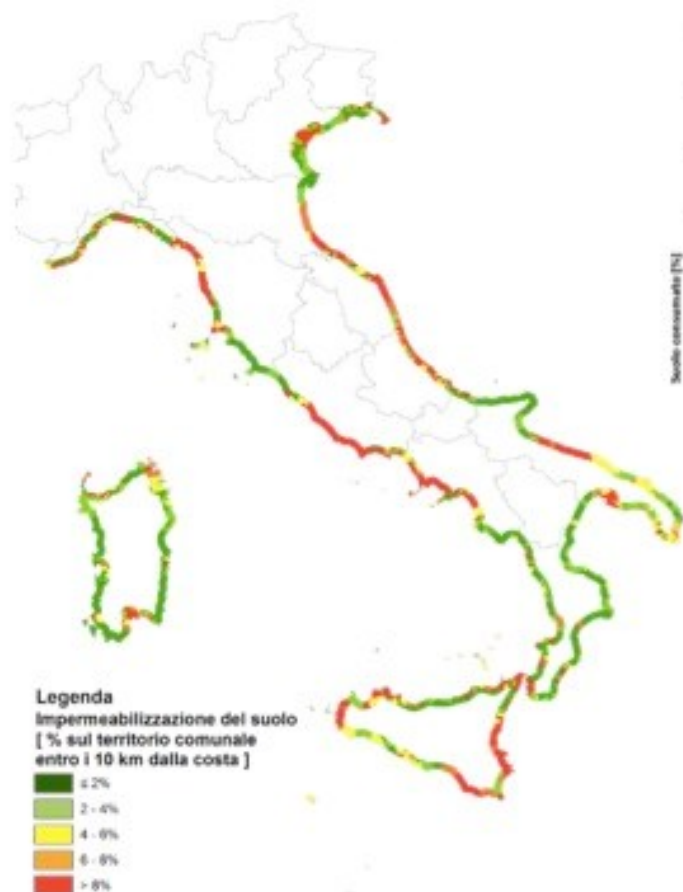 Suolo consumato [%]
Legenda
Impermeabilizzazione del suolo
[ % sul territorio comunale
entro i 10 km dalla costa ]
≤ 2%
2 - 4%
4 - 6%
6 - 8%
> 8%